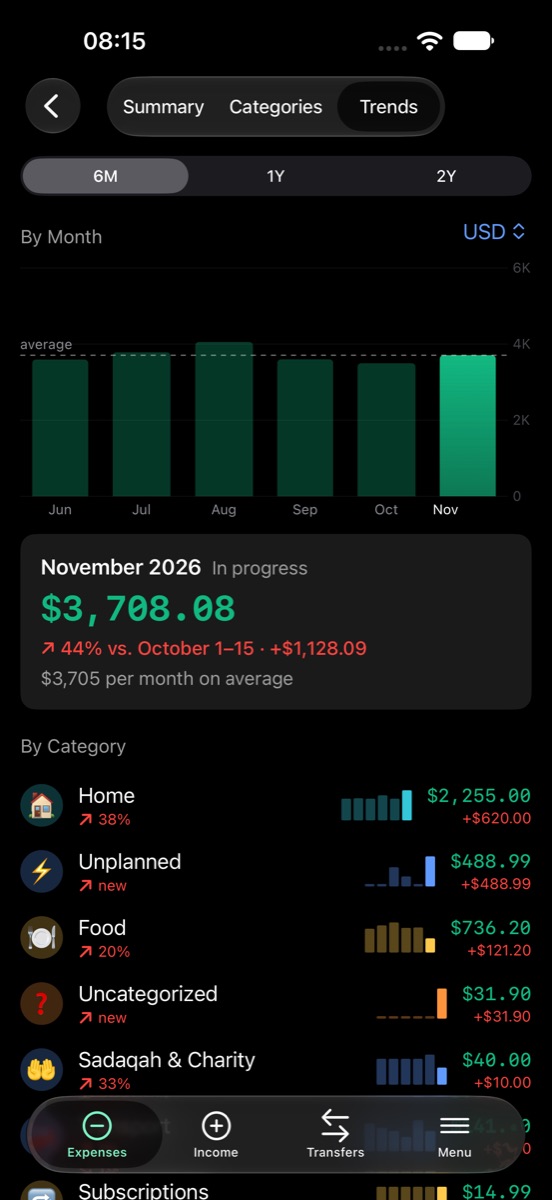 08:15
Summary Categories Trends
6M 1Y 2Y
By Month USD
6K
average 4K
2K
0
Jun Jul Aug Sep Oct Nov
November 2026 In progress
$3,708.08
44% vs. October 1–15 · +$1,128.09
$3,705 per month on average
By Category
Home $2,255.00
38% +$620.00
Unplanned $488.99
new +$488.99
Food $736.20
20% +$121.20
Uncategorized $31.90
new +$31.90
Sadaqah & Charity $40.00
33% +$10.00
Expenses Income Transfers Menu
Subscriptions $14.99